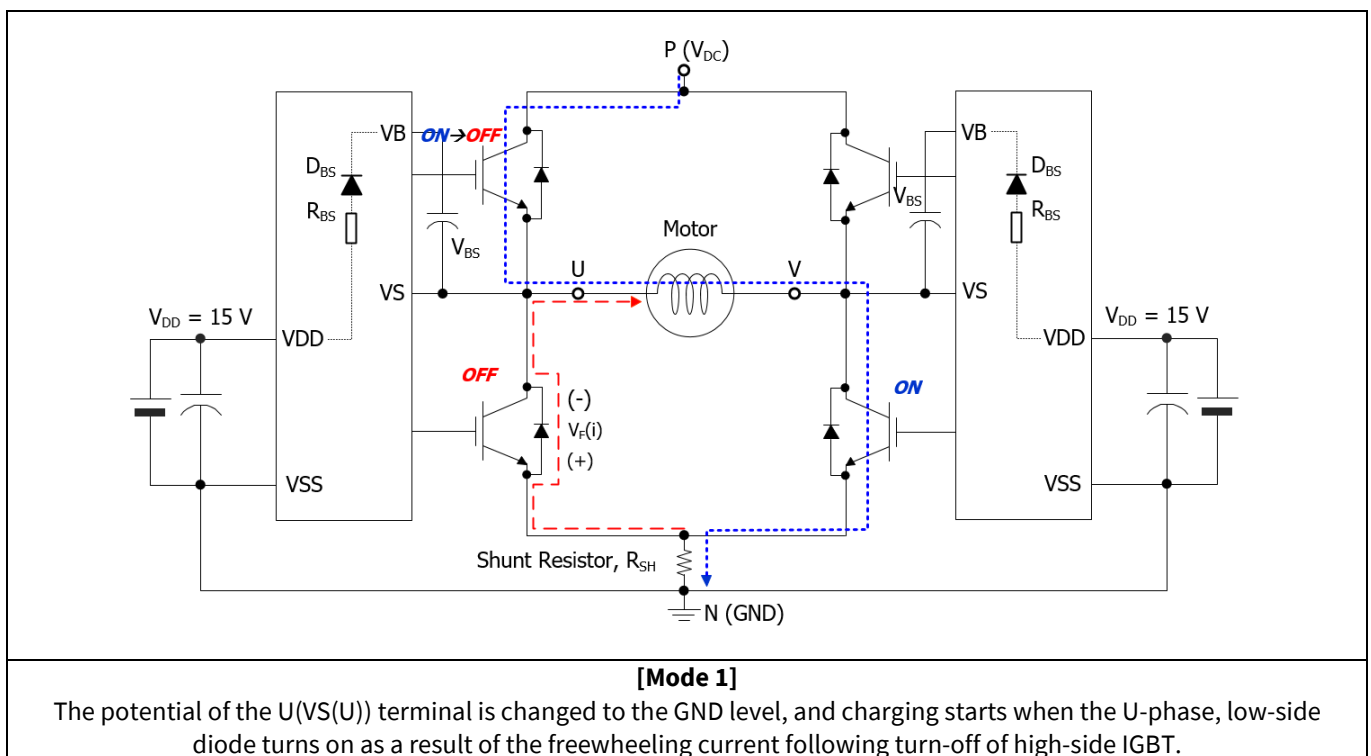 P (VDC)
VB
ON→OFF
VB
DBS
RBS
VBS
Motor
VBS
DBS
RBS
VS
U
V
VS
VDD = 15 V
VDD
VDD = 15 V
VDD
OFF
(-)
VF(i)
(+)
ON
VSS
VSS
Shunt Resistor, RSH
N (GND)
[Mode 1]
The potential of the U(VS(U)) terminal is changed to the GND level, and charging starts when the U-phase, low-side
diode turns on as a result of the freewheeling current following turn-off of high-side IGBT.